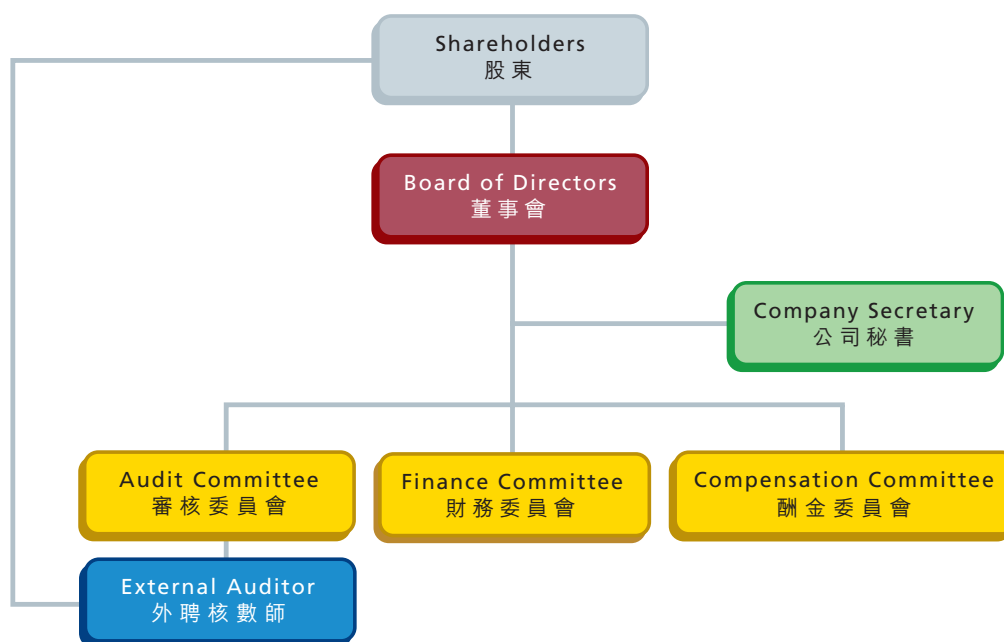 Shareholders
股東
Board of Directors
董事會
Company Secretary
公司秘書
Audit Committee
審核委員會
Finance Committee
財務委員會
Compensation Committee
酬金委員會
External Auditor
外聘核數師